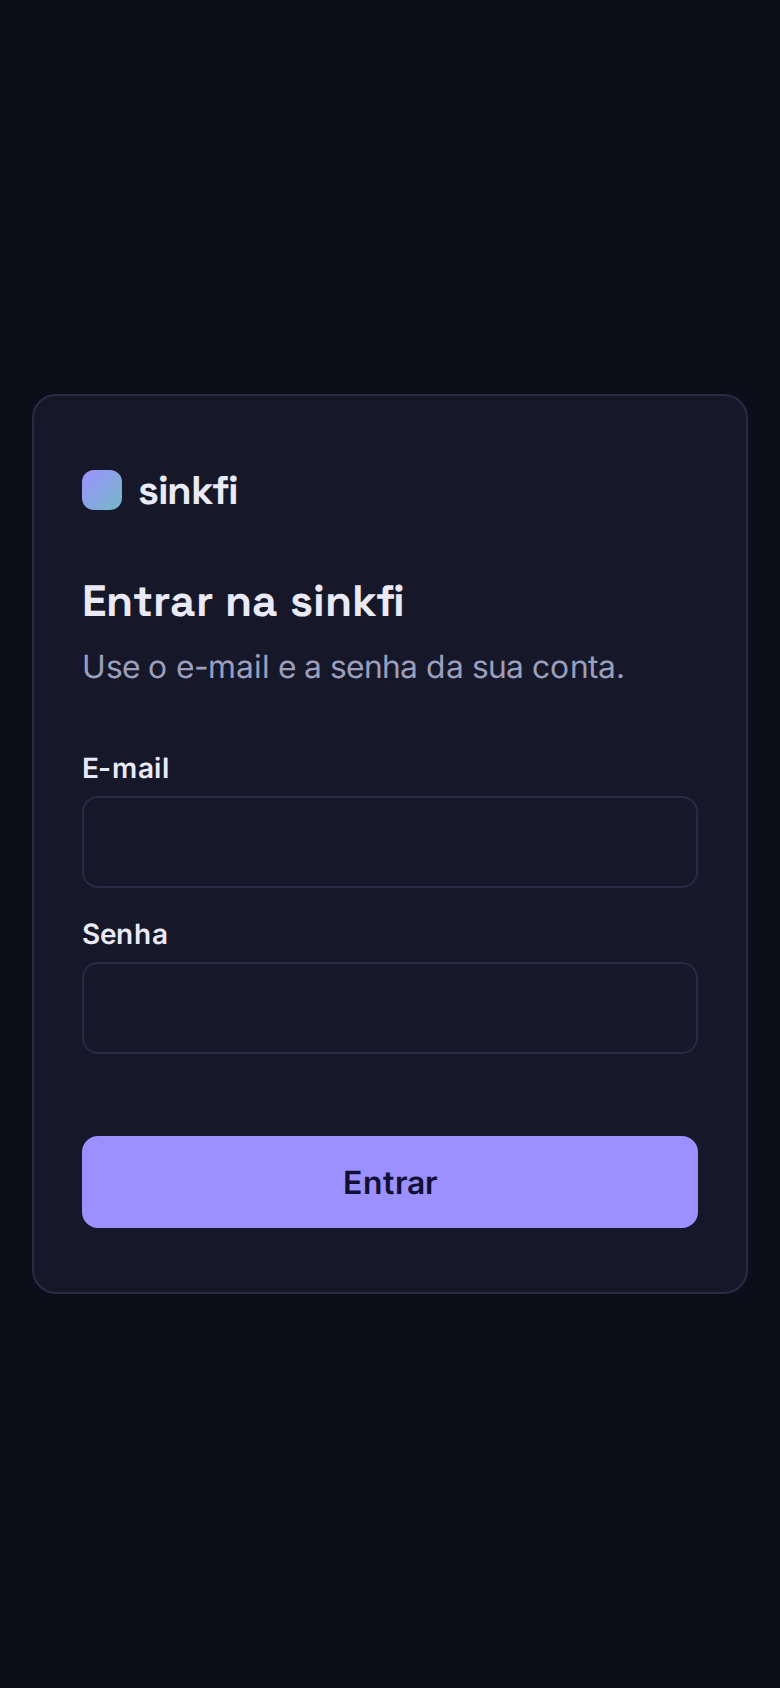 sinkfi
Entrar na sinkfi
Use o e-mail e a senha da sua conta.
E-mail
Senha
Entrar